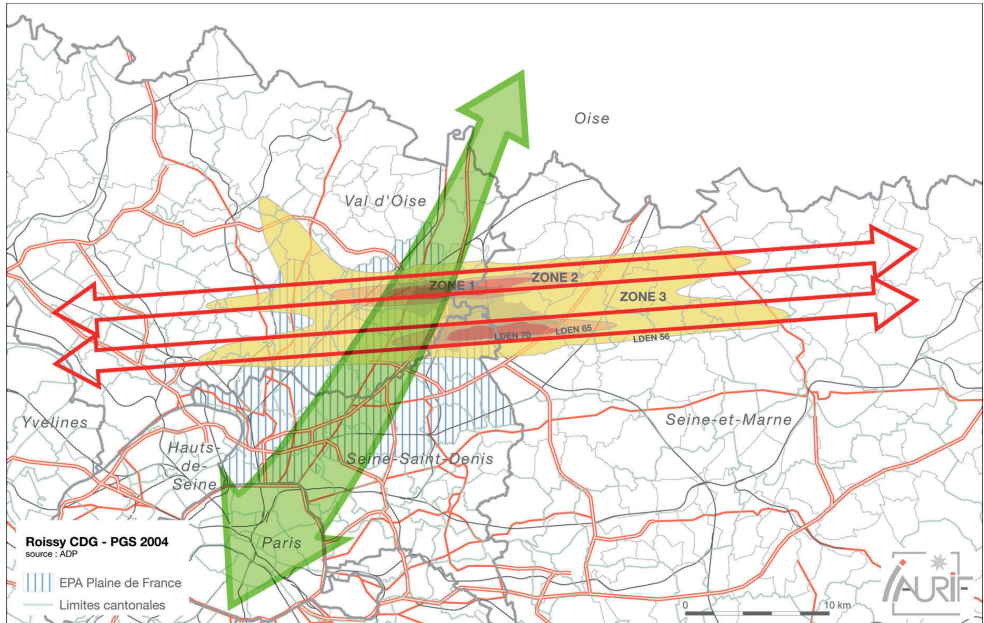 Oise
Val d'Oise
ZONE 1
ZONE 2
ZONE 3
LDEN 70
LDEN 65
LDEN 56
Yvelines
Hauts-
de-
Seine
Seine-Saint-Denis
Seine-et-Marne
Paris
Roissy CDG - PGS 2004
source : ADP
EPA Plaine de France
Limites cantonales
0 10 km
IAURIF